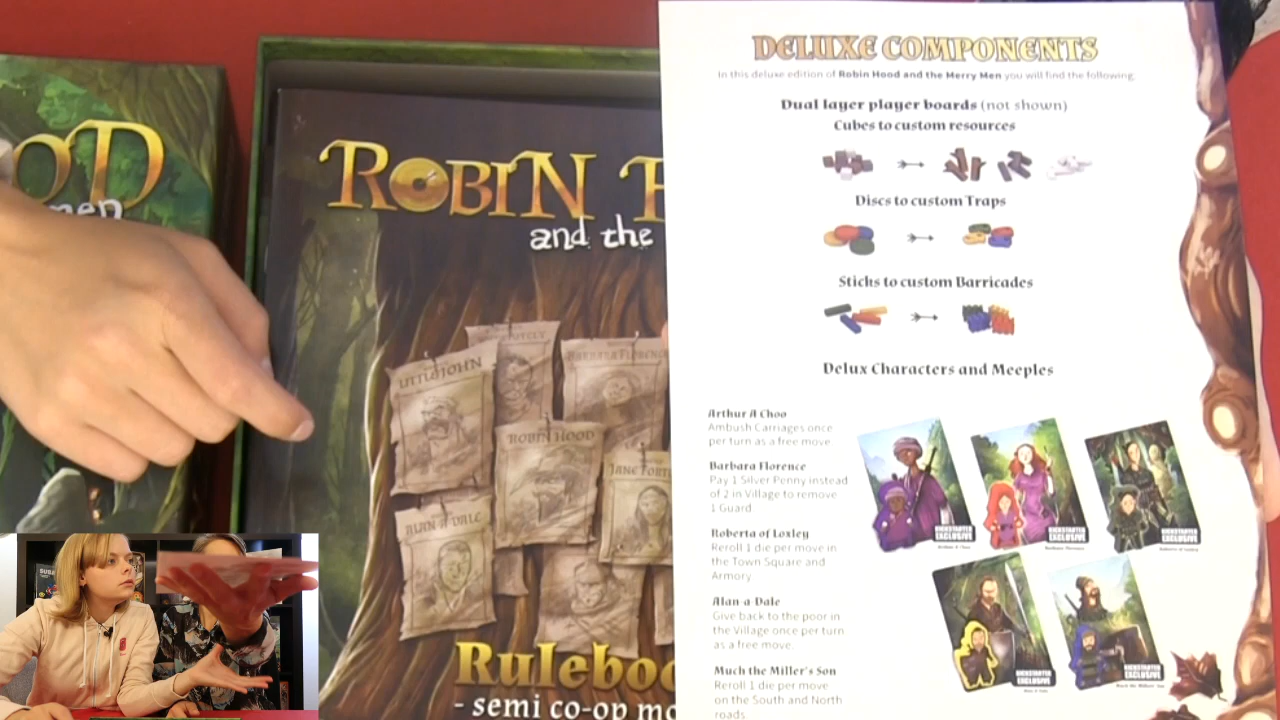 OD
men
ROBIN H
and the
LITTLE JOHN
BARBARA FLORENC
ROBIN HOOD
JANE FORT
ALAN A DALE
Ruleboo
- semi co-op mo
DELUXE COMPONENTS
In this deluxe edition of Robin Hood and the Merry Men you will find the following.
Dual layer player boards (not shown)
Cubes to custom resources
Discs to custom Traps
Sticks to custom Barricades
Delux Characters and Meeples
Arthur A Choo
Ambush Carriages once
per turn as a free move
Barbara Florence
Pay 1 Silver Penny instead
of 2 in Village to remove
1 Guard
Roberta of Loxley
Reroll 1 die per move in
the Town Square and
Armory
Alan-a-Dale
Give back to the poor in
the Village once per turn
as a free move.
Much the Miller's Son
Reroll 1 die per move
on the South and North
roads
KICKSTARTER
EXCLUSIVE
KICKSTARTER
EXCLUSIVE
KICKSTARTER
EXCLUSIVE
KICKSTARTER
EXCLUSIVE
KICKSTARTER
EXCLUSIVE